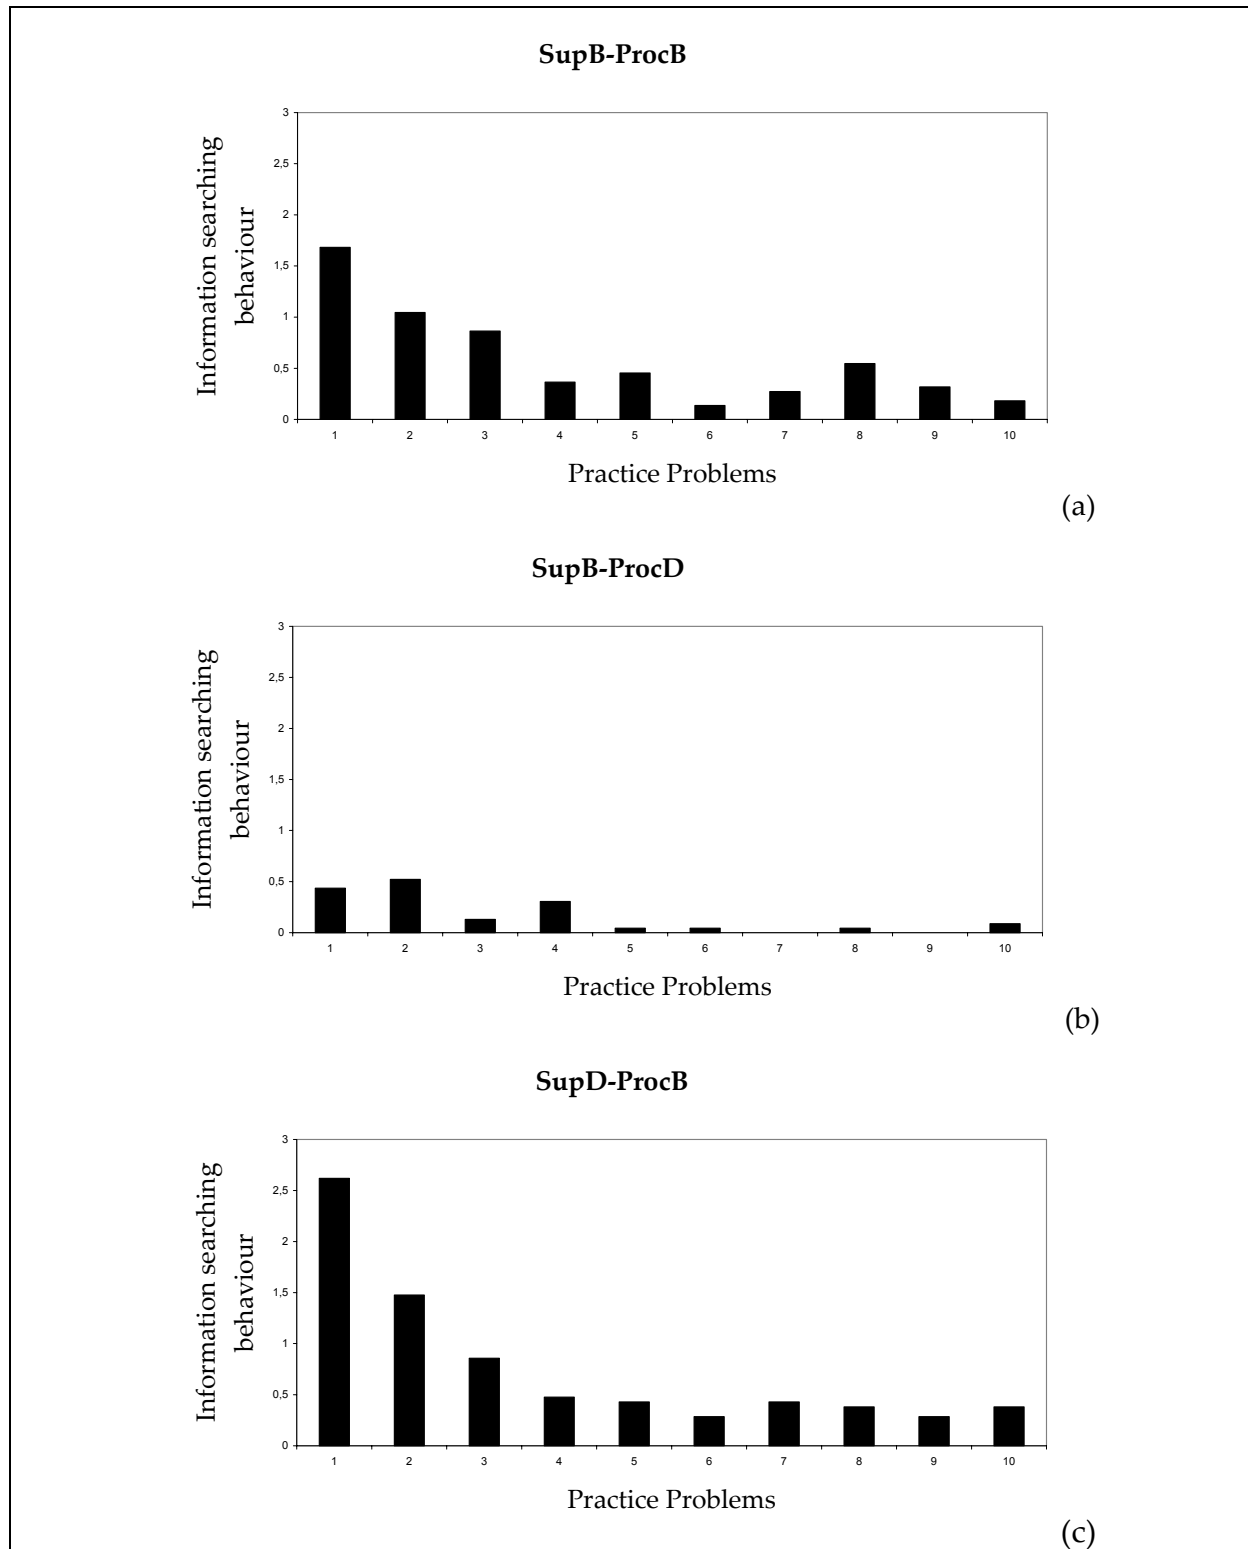 SupB-ProcB
Information searching
behaviour
3
2,5
2
1,5
1
0,5
0
1 2 3 4 5 6 7 8 9 10
Practice Problems
(a)
SupB-ProcD
Information searching
behaviour
3
2,5
2
1,5
1
0,5
0
1 2 3 4 5 6 7 8 9 10
Practice Problems
(b)
SupD-ProcB
Information searching
behaviour
3
2,5
2
1,5
1
0,5
0
1 2 3 4 5 6 7 8 9 10
Practice Problems
(c)